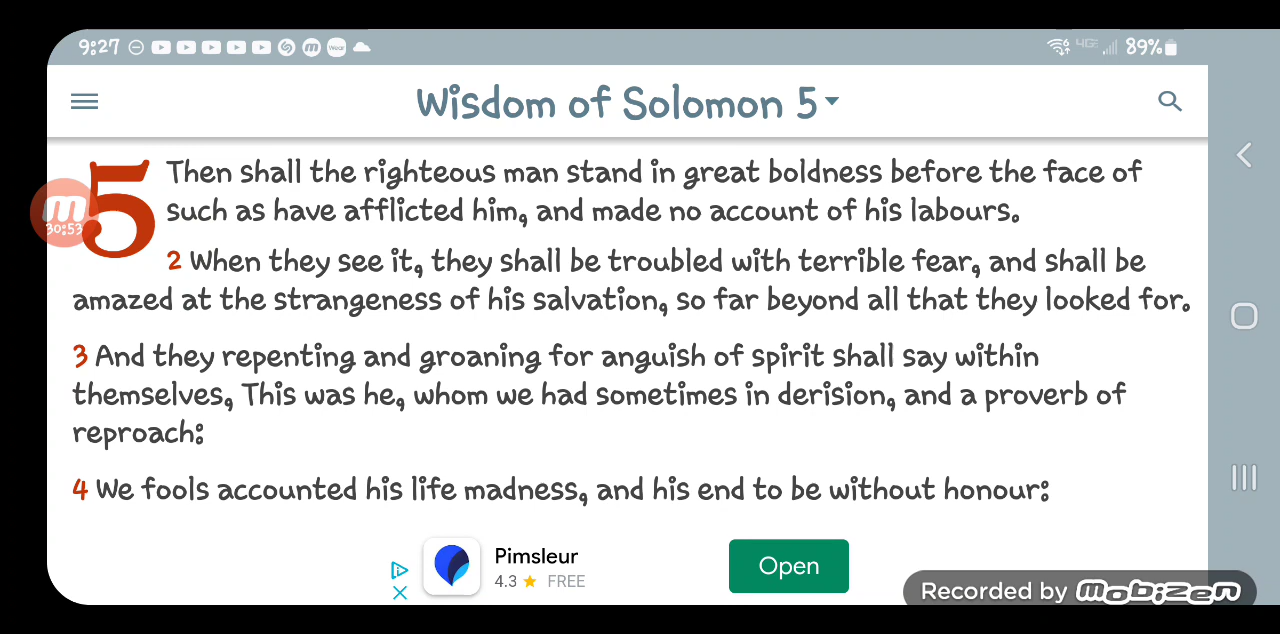 9:27 Wear 4GE 89%
Wisdom of Solomon 5
5 Then shall the righteous man stand in great boldness before the face of
such as have afflicted him, and made no account of his labours.
30:53
2 When they see it, they shall be troubled with terrible fear, and shall be
amazed at the strangeness of his salvation, so far beyond all that they looked for.
3 And they repenting and groaning for anguish of spirit shall say within
themselves, This was he, whom we had sometimes in derision, and a proverb of
reproach:
4 We fools accounted his life madness, and his end to be without honour:
Pimsleur
4.3 ★ FREE
Open
Recorded by mobizen